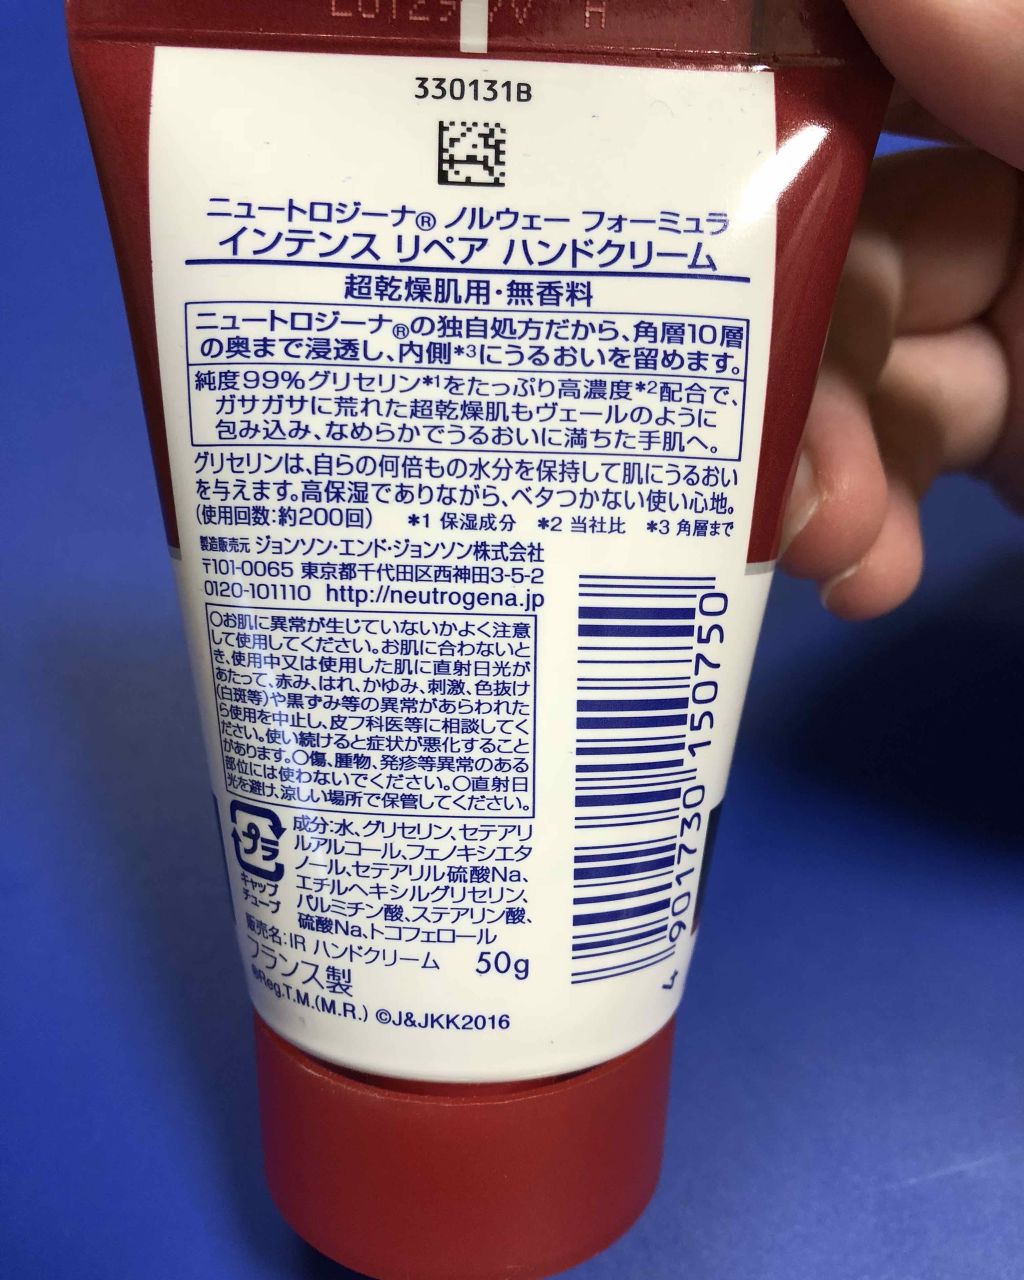 330131B
ニュートロジーナ® ノルウェー フォーミュラ
インテンス リペア ハンドクリーム
超乾燥肌用・無香料
ニュートロジーナ®の独自処方だから、角層10層
の奥まで浸透し、内側*3にうるおいを留めます。
純度99%グリセリン*1をたっぷり高濃度*2配合で、
ガサガサに荒れた超乾燥肌もヴェールのように
包み込み、なめらかでうるおいに満ちた手肌へ。
グリセリンは、自らの何倍もの水分を保持して肌にうるおい
を与えます。高保湿でありながら、ベタつかない使い心地。
(使用回数:約200回) *1 保湿成分 *2 当社比 *3 角層まで
製造販売元 ジョンソン・エンド・ジョンソン株式会社
〒101-0065 東京都千代田区西神田3-5-2
0120-101110 http://neutrogena.jp
○お肌に異常が生じていないかよく注意
して使用してください。お肌に合わないと
き、使用中又は使用した肌に直射日光が
あたって、赤み、はれ、かゆみ、刺激、色抜け
(白斑等)や黒ずみ等の異常があらわれた
ら使用を中止し、皮フ科医等に相談してく
ださい。使い続けると症状が悪化すること
があります。○傷、腫物、発疹等異常のある
部位には使わないでください。○直射日
光を避け、涼しい場所で保管してください。
プラ
キャップ
チューブ
成分:水、グリセリン、セテアリ
ルアルコール、フェノキシエタ
ノール、セテアリル硫酸Na、
エチルヘキシルグリセリン、
パルミチン酸、ステアリン酸、
硫酸Na、トコフェロール
販売名:IR ハンドクリーム 50g
フランス製
®Reg.T.M.(M.R.) ©J&JKK2016
4 901730 150750